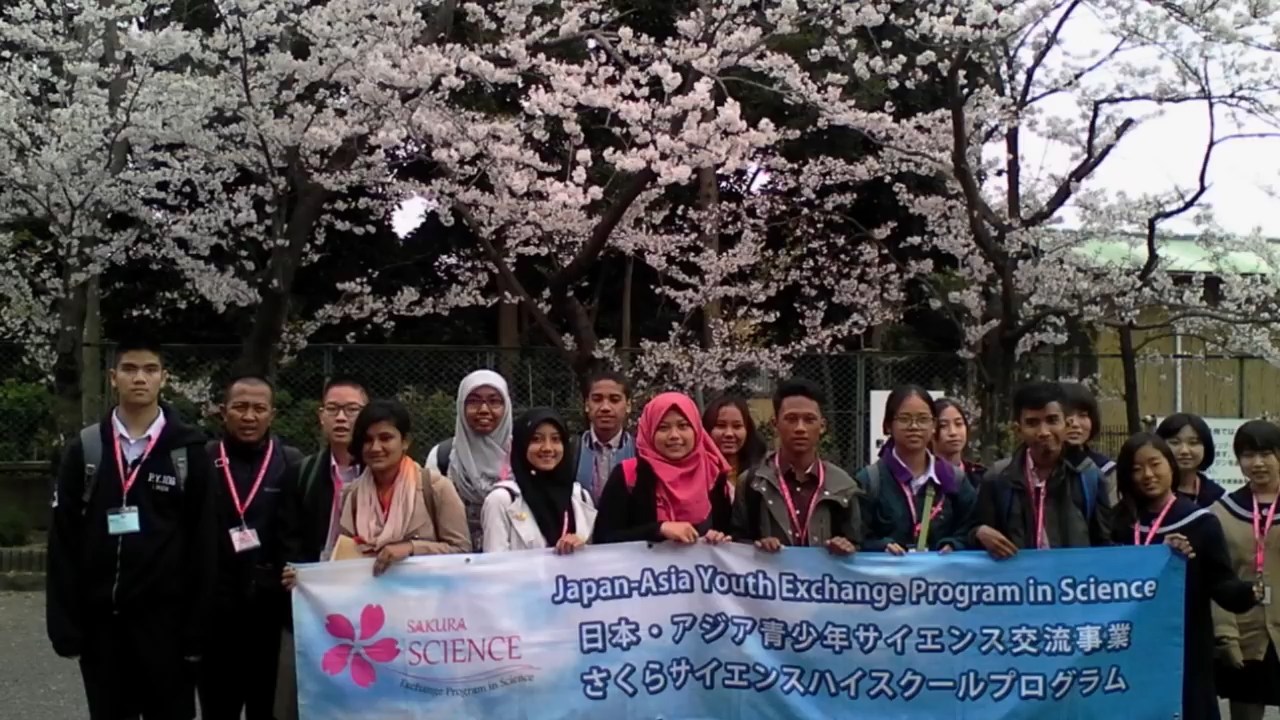 Japan-Asia Youth Exchange Program in Science
日本・アジア青少年サイエンス交流事業
さくらサイエンスハイスクールプログラム
SAKURA
SCIENCE
Exchange Program in Science